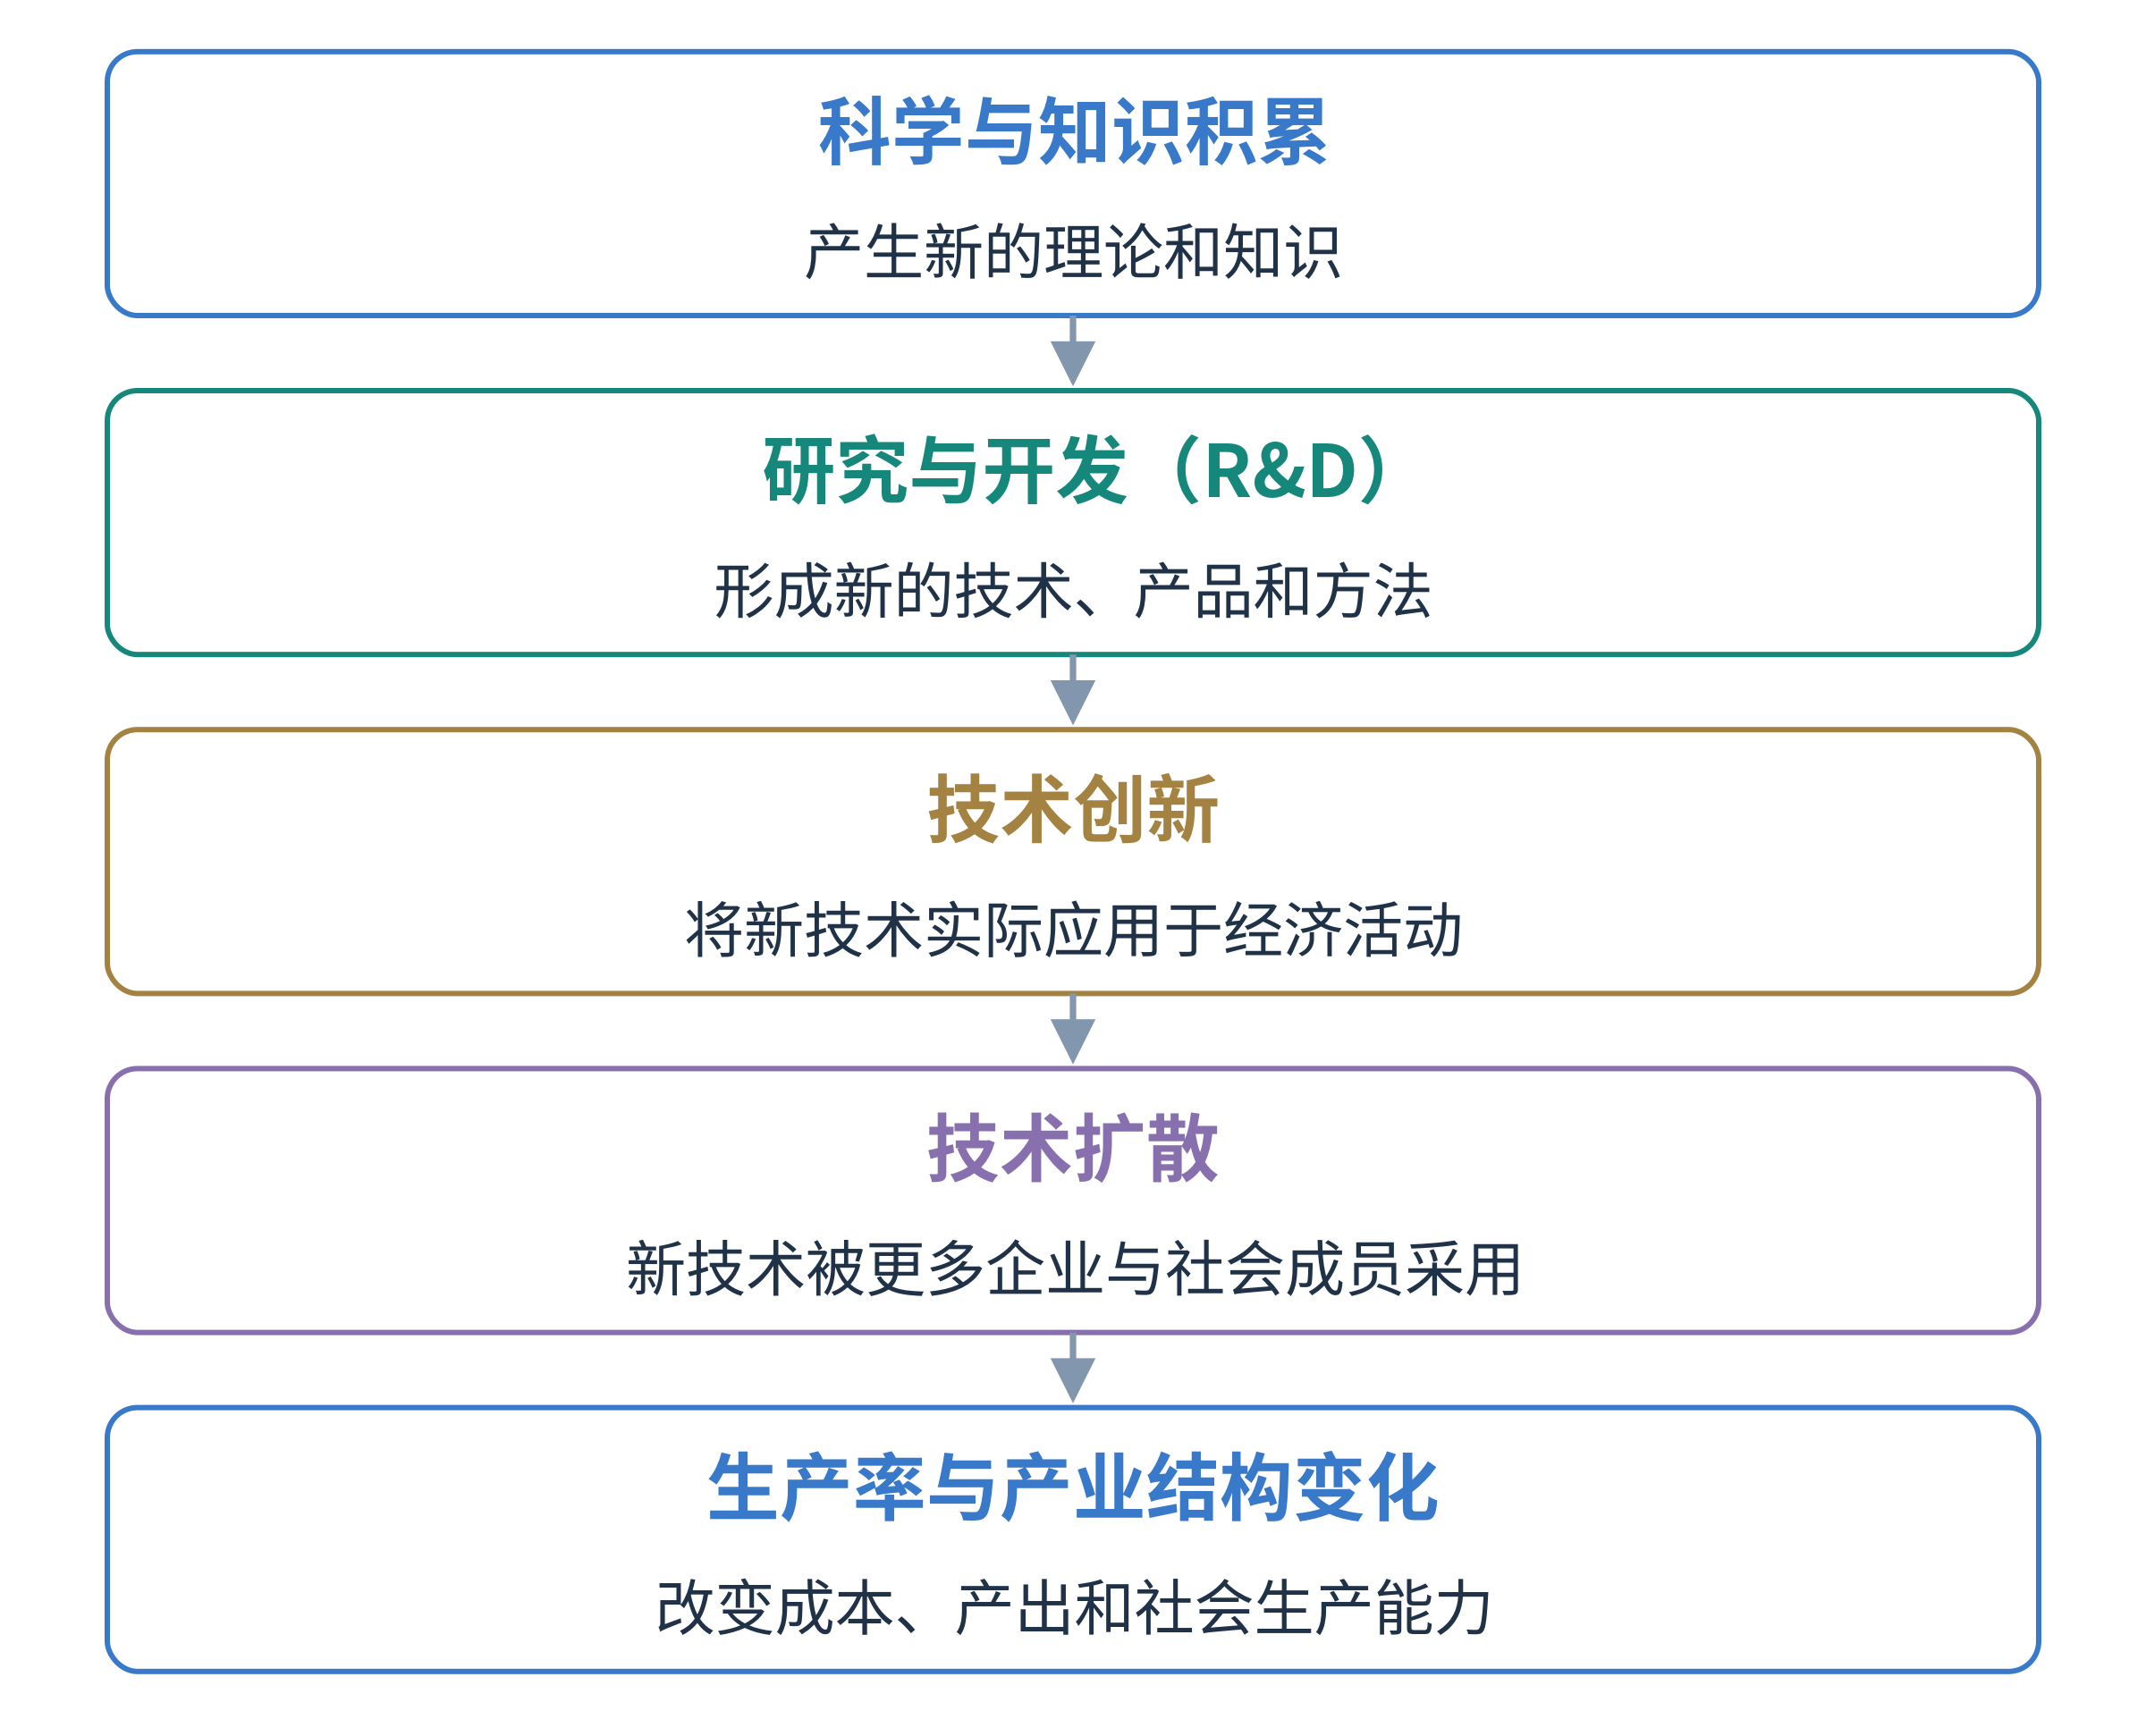 科学与知识积累
产生新的理论和知识
研究与开发（R&D）
形成新的技术、产品和方法
技术创新
将新技术实际应用于经济活动
技术扩散
新技术被更多企业与社会成员采用
生产率与产业结构变化
改变成本、产出和社会生产能力